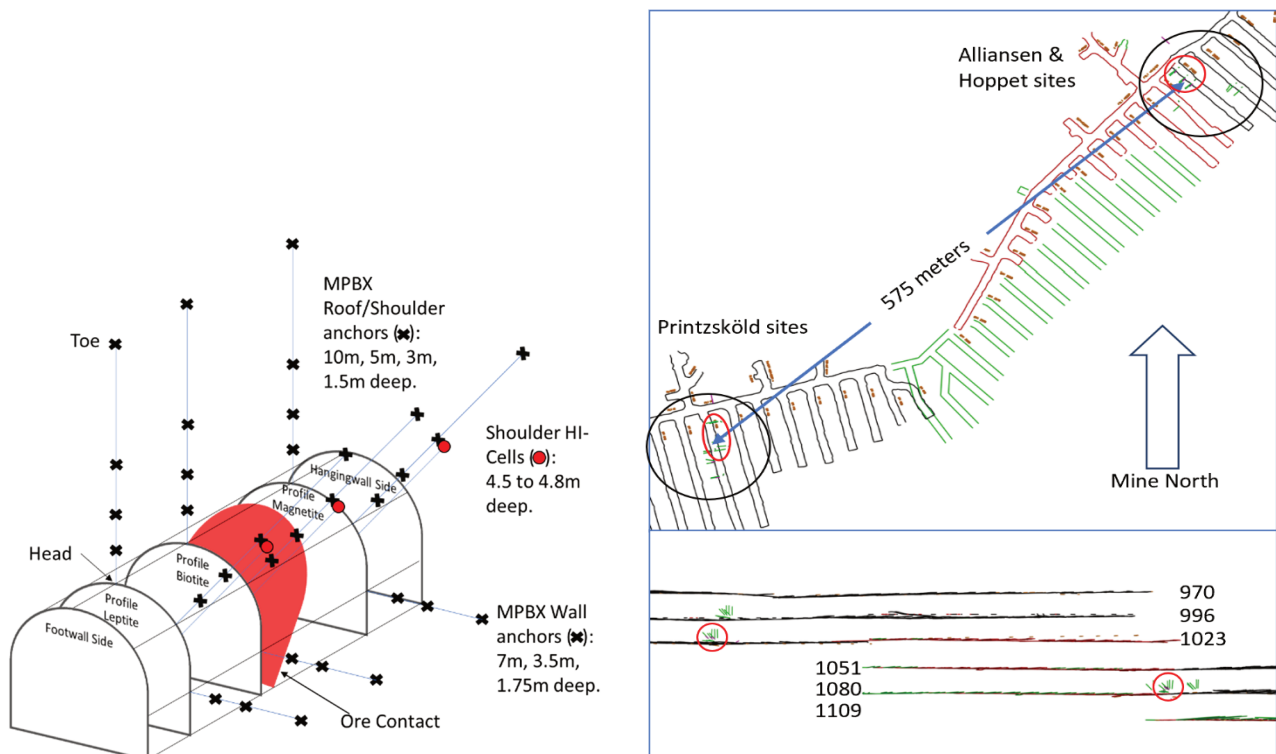 MPBX
Roof/Shoulder
anchors (✖):
10m, 5m, 3m,
1.5m deep.
Toe
Shoulder HI-
Cells (●):
4.5 to 4.8m
deep.
Hangingwall Side
Profile
Magnetite
Head
Profile
Biotite
Profile
Leptite
Footwall Side
MPBX Wall
anchors (✖):
7m, 3.5m,
1.75m deep.
Ore Contact
Alliansen &
Hoppet sites
575 meters
Printzsköld sites
Mine North
970
996
1023
1051
1080
1109